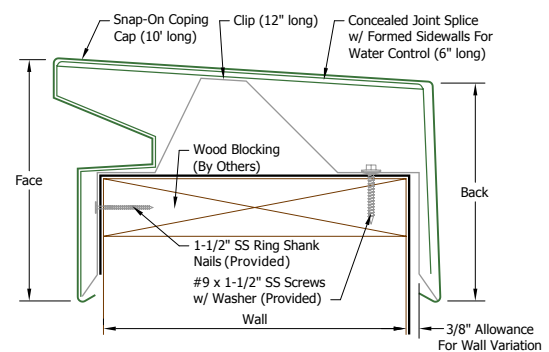 Snap-On Coping
Cap (10' long)
Clip (12" long)
Concealed Joint Splice
w/ Formed Sidewalls For
Water Control (6" long)
Wood Blocking
(By Others)
Face
Back
1-1/2" SS Ring Shank
Nails (Provided)
#9 x 1-1/2" SS Screws
w/ Washer (Provided)
Wall
3/8" Allowance
For Wall Variation